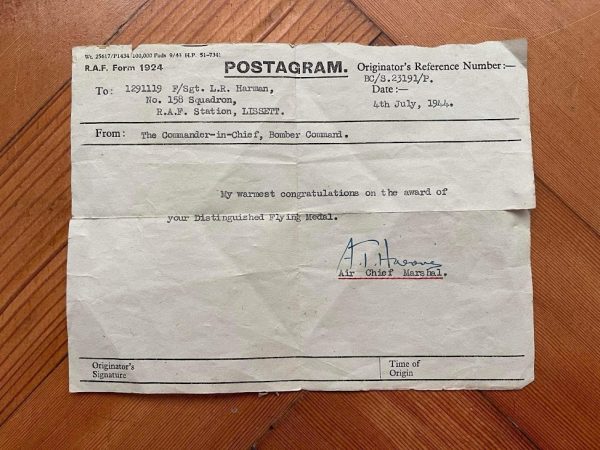 Wt. 25617/P1434 100,000 Pads 9/43 H.P. 51-7341
R.A.F. Form 1924
POSTAGRAM.
Originator's Reference Number:—
BC/S.23191/P.
To: 1291119 F/Sgt. L.R. Harman,
Date:—
No. 158 Squadron,
4th July, 1944.
R.A.F. Station, LISSETT.
From: The Commander-in-Chief, Bomber Command.
My warmest congratulations on the award of
your Distinguished Flying Medal.
A.T. Harris
Air Chief Marshal.
Originator's
Signature
Time of
Origin